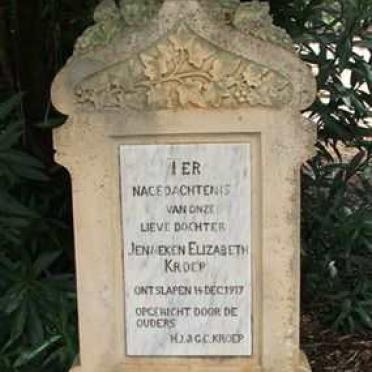 TER
NAGEDACHTENIS
VAN ONZE
LIEVE DOCHTER
JENNEKEN ELIZABETH
KROEP
ONTSLAPEN 14 DEC. 1917
OPGERICHT DOOR DE
OUDERS
H.J. & G.C. KROEP